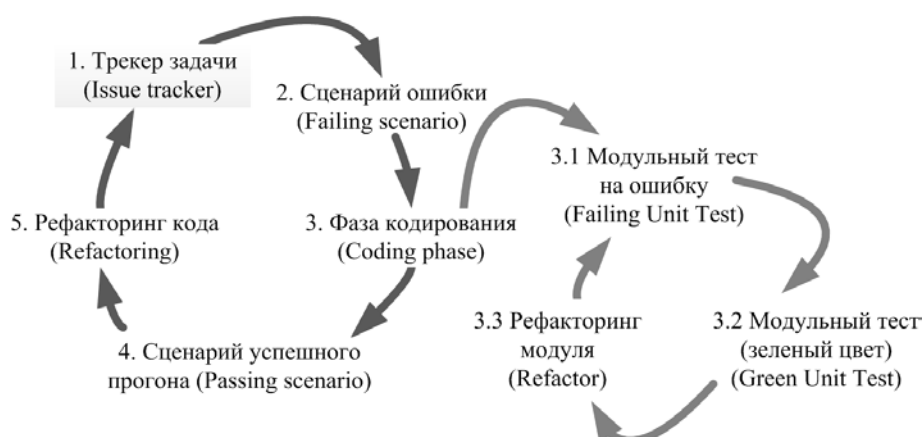 1. Трекер задачи
(Issue tracker)
2. Сценарий ошибки
(Failing scenario)
3. Фаза кодирования
(Coding phase)
4. Сценарий успешного
прогона (Passing scenario)
5. Рефакторинг кода
(Refactoring)
3.1 Модульный тест
на ошибку
(Failing Unit Test)
3.2 Модульный тест
(зеленый цвет)
(Green Unit Test)
3.3 Рефакторинг
модуля
(Refactor)